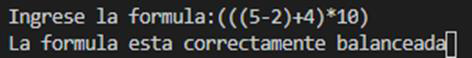 Ingrese la formula:(((5-2)+4)*10)
La formula esta correctamente balanceada